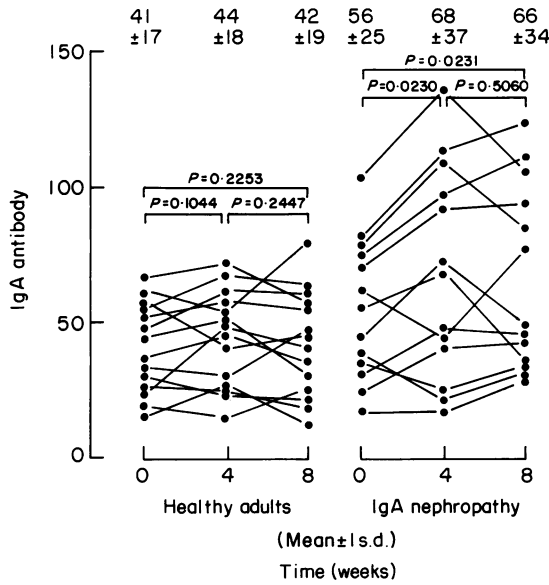 41 44 42 56 68 66
±17 ±18 ±19 ±25 ±37 ±34
150
P=0·0231
P=0·0230 P=0·5060
100
P=0·2253
P=0·1044 P=0·2447
IgA antibody
50
0
0 4 8 0 4 8
Healthy adults IgA nephropathy
(Mean±1s.d.)
Time (weeks)